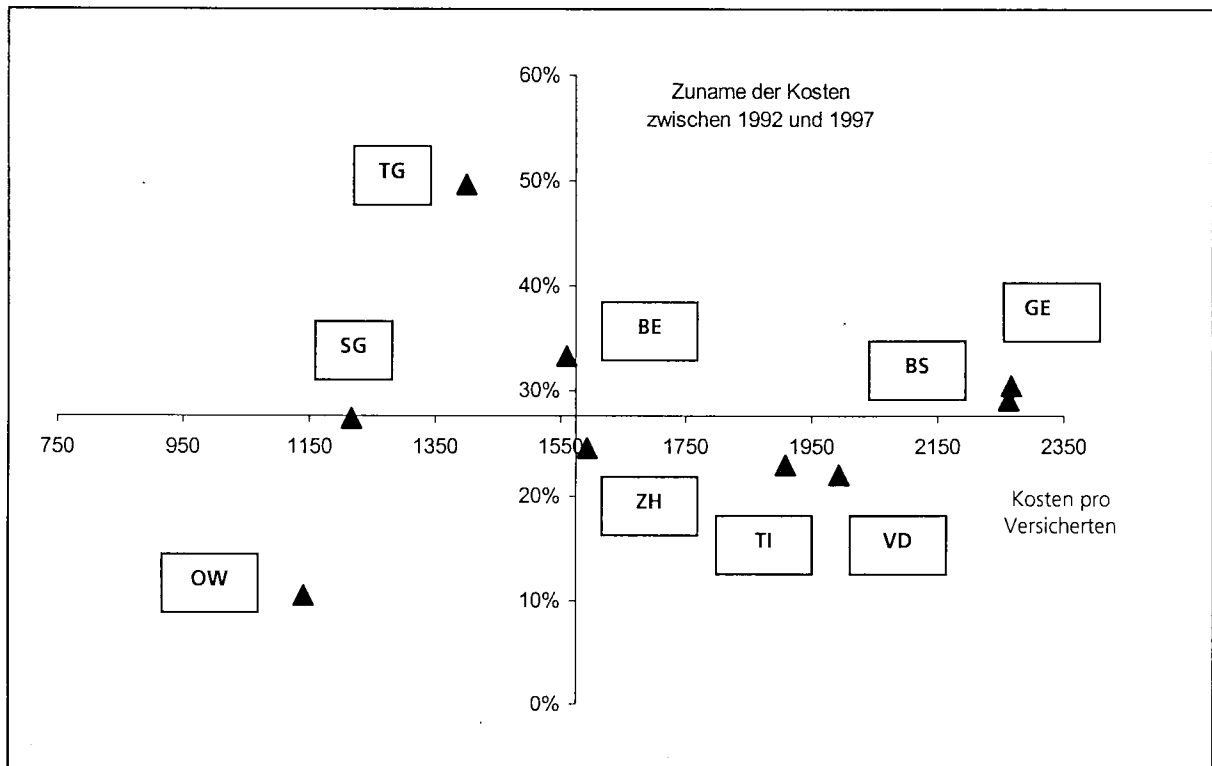 60%
Zuname der Kosten
zwischen 1992 und 1997
TG
50%
40%
GE
BE
SG
BS
30%
750 950 1150 1350 1550 1750 1950 2150 2350
20%
ZH
Kosten pro
Versicherten
TI
VD
OW
10%
0%